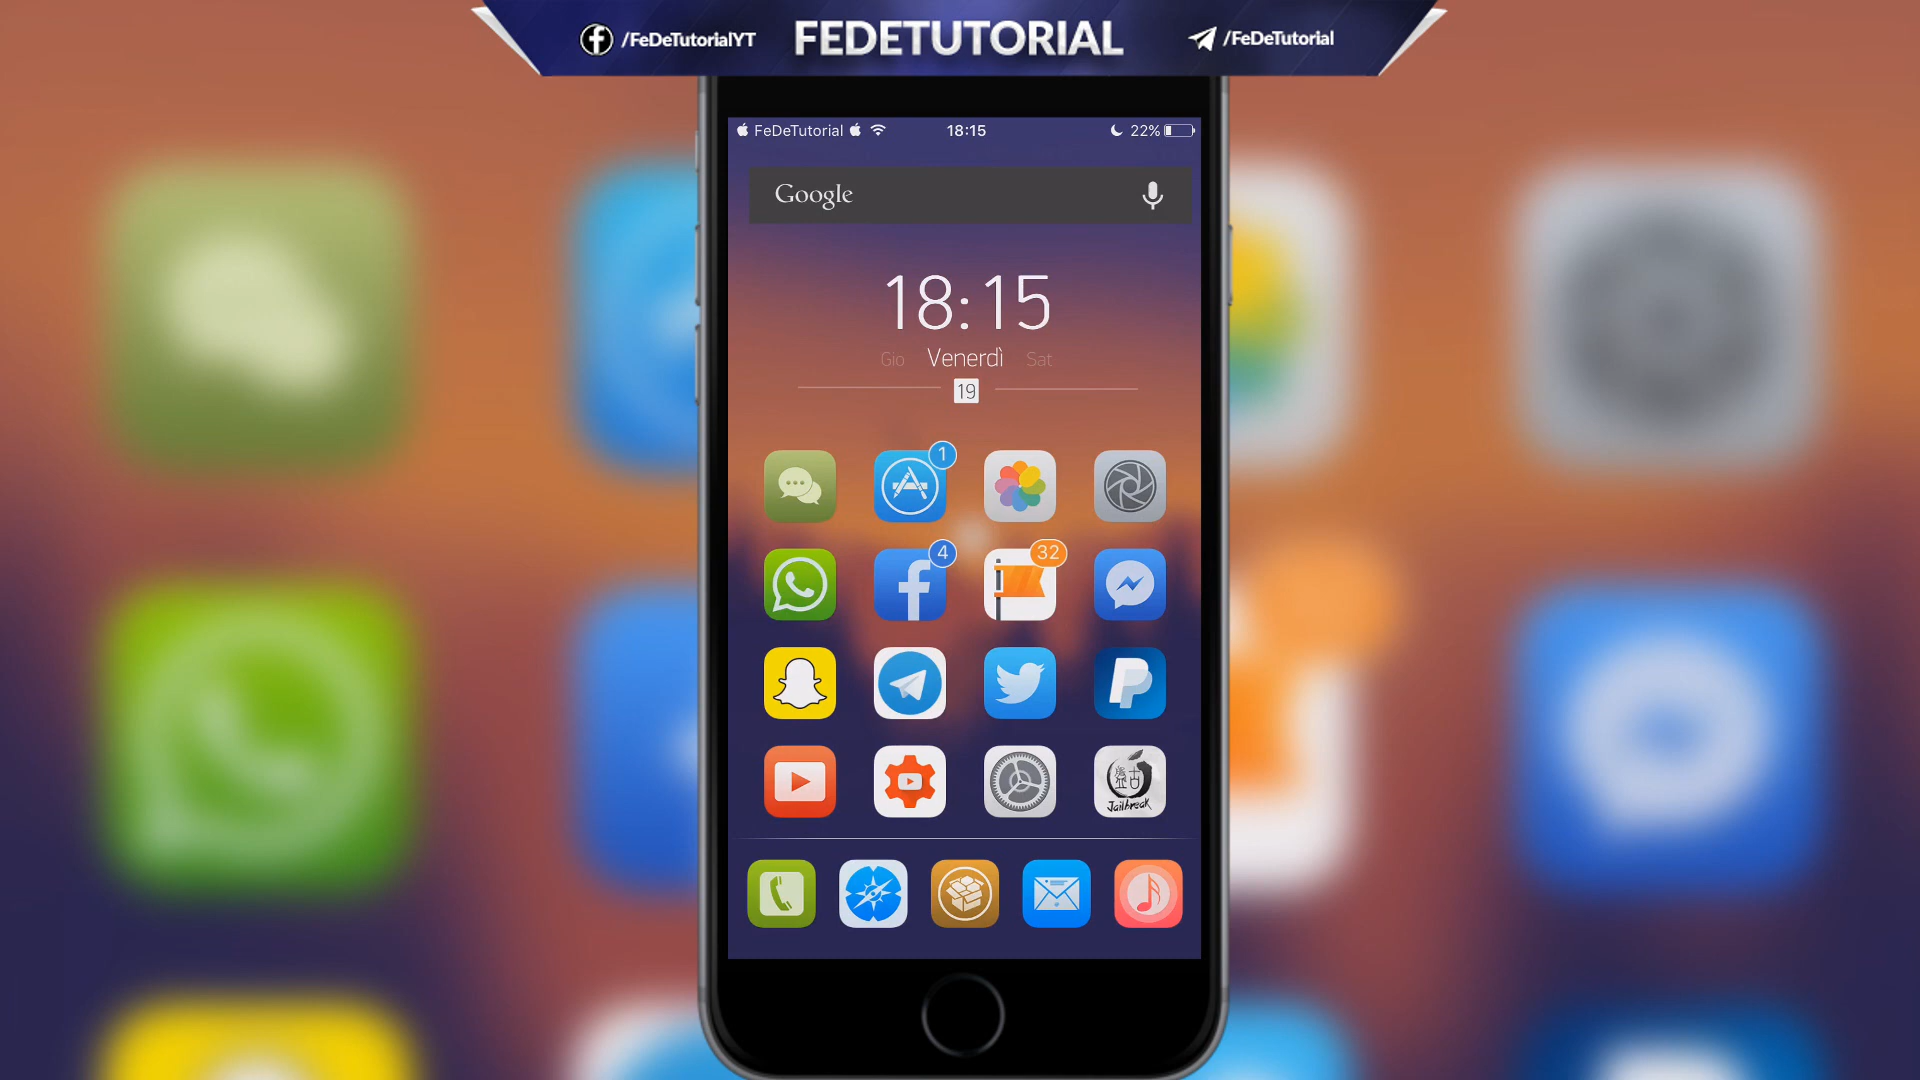 /FeDeTutorialYT FEDETUTORIAL /FeDeTutorial
FeDeTutorial 18:15 22%
Google
18:15
Gio Venerdì Sat
19
1
4 32
Jailbreak